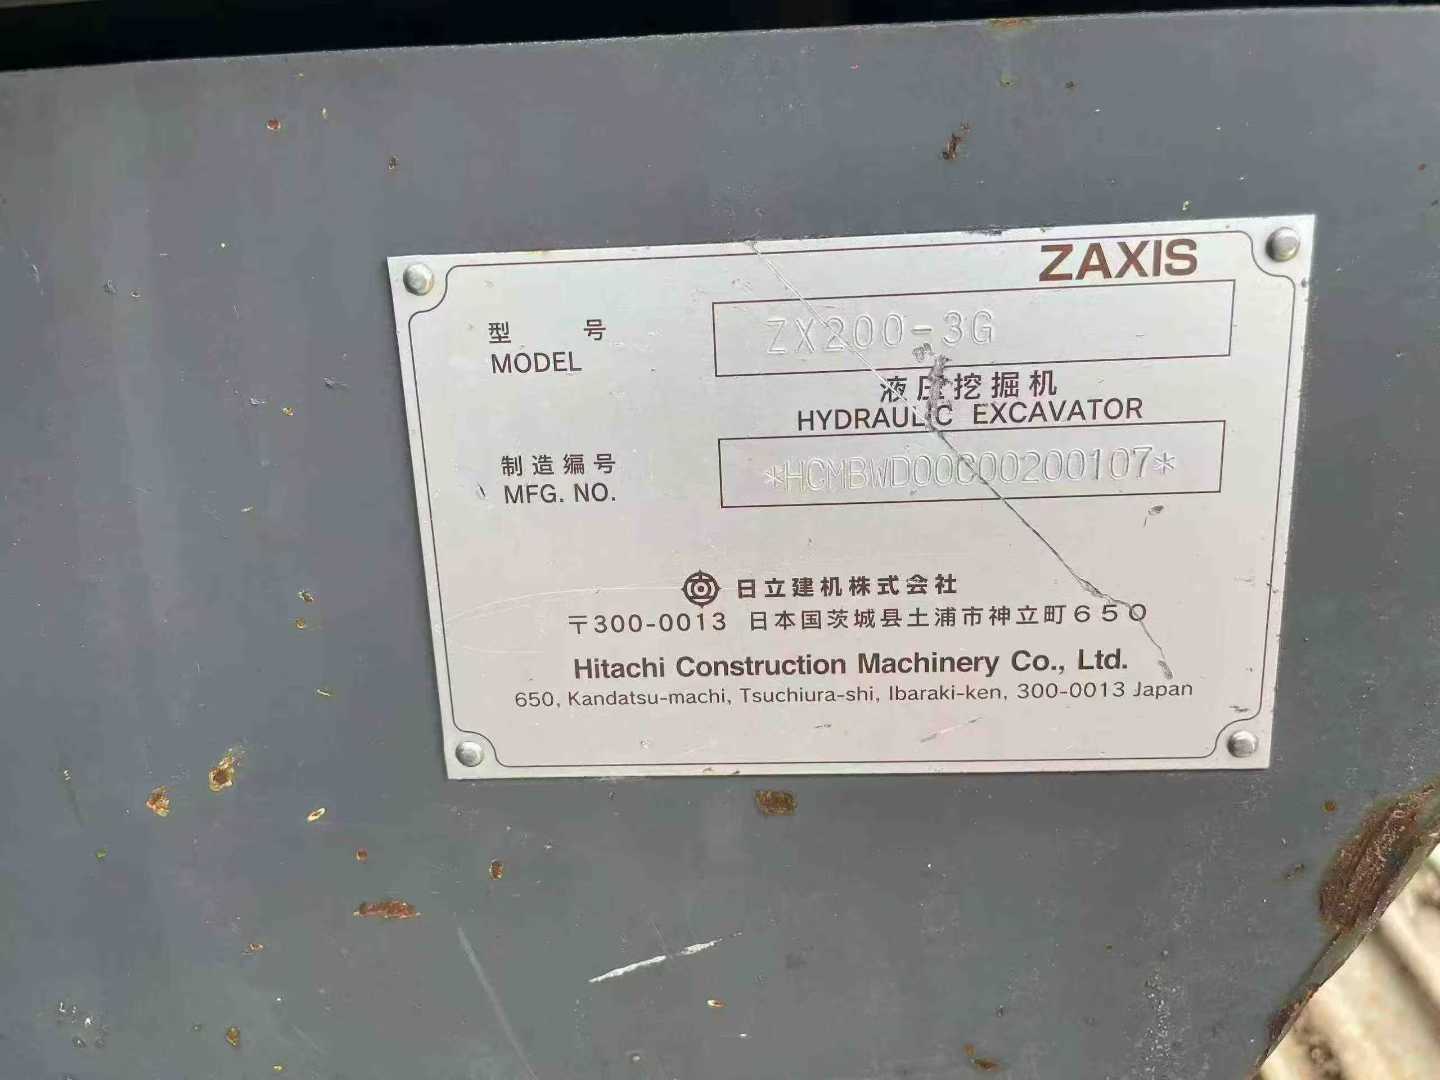 ZAXIS
型 号
MODEL
ZX200-3G
液压挖掘机
HYDRAULIC EXCAVATOR
制造编号
MFG. NO.
*HCMBWD00C00200107*
日立建机株式会社
〒300-0013 日本国茨城县土浦市神立町650
Hitachi Construction Machinery Co., Ltd.
650, Kandatsu-machi, Tsuchiura-shi, Ibaraki-ken, 300-0013 Japan